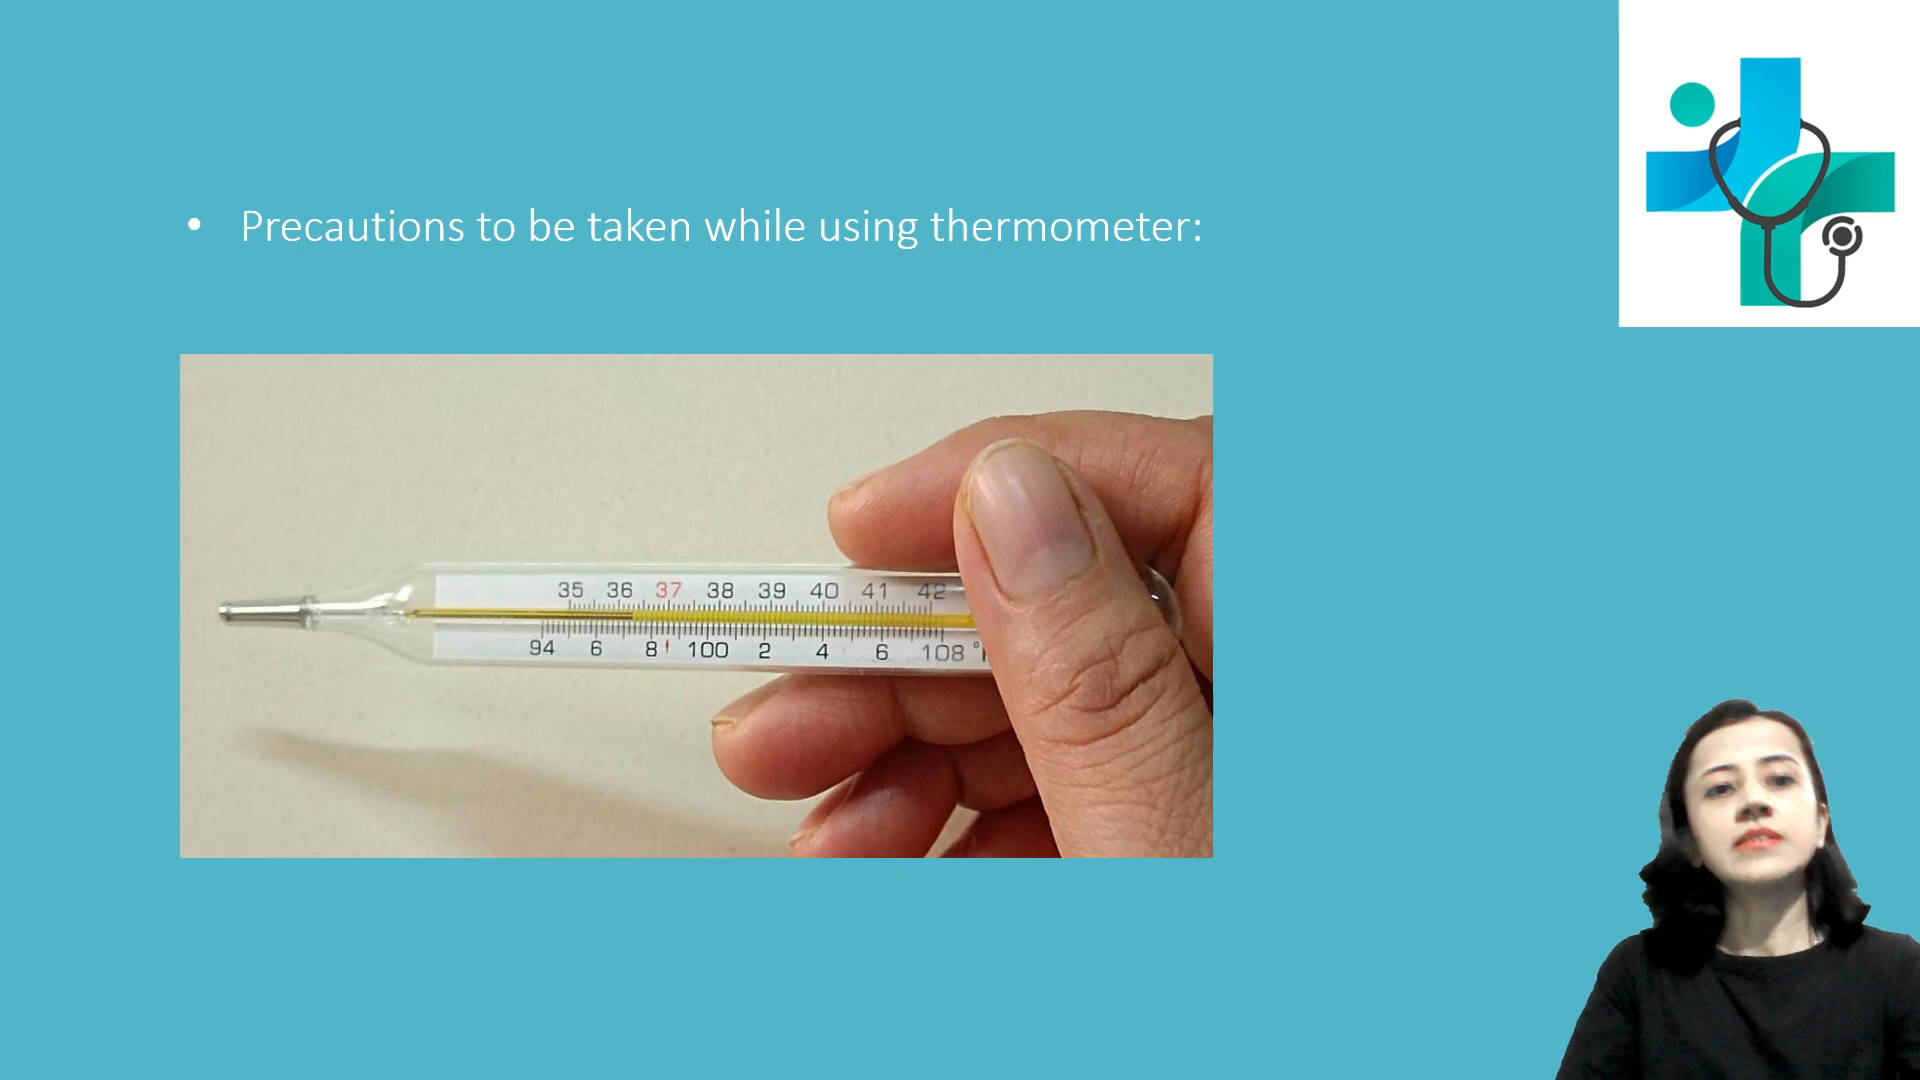 • Precautions to be taken while using thermometer:
35 36 37 38 39 40 41 42
94 6 8 100 2 4 6 108 °